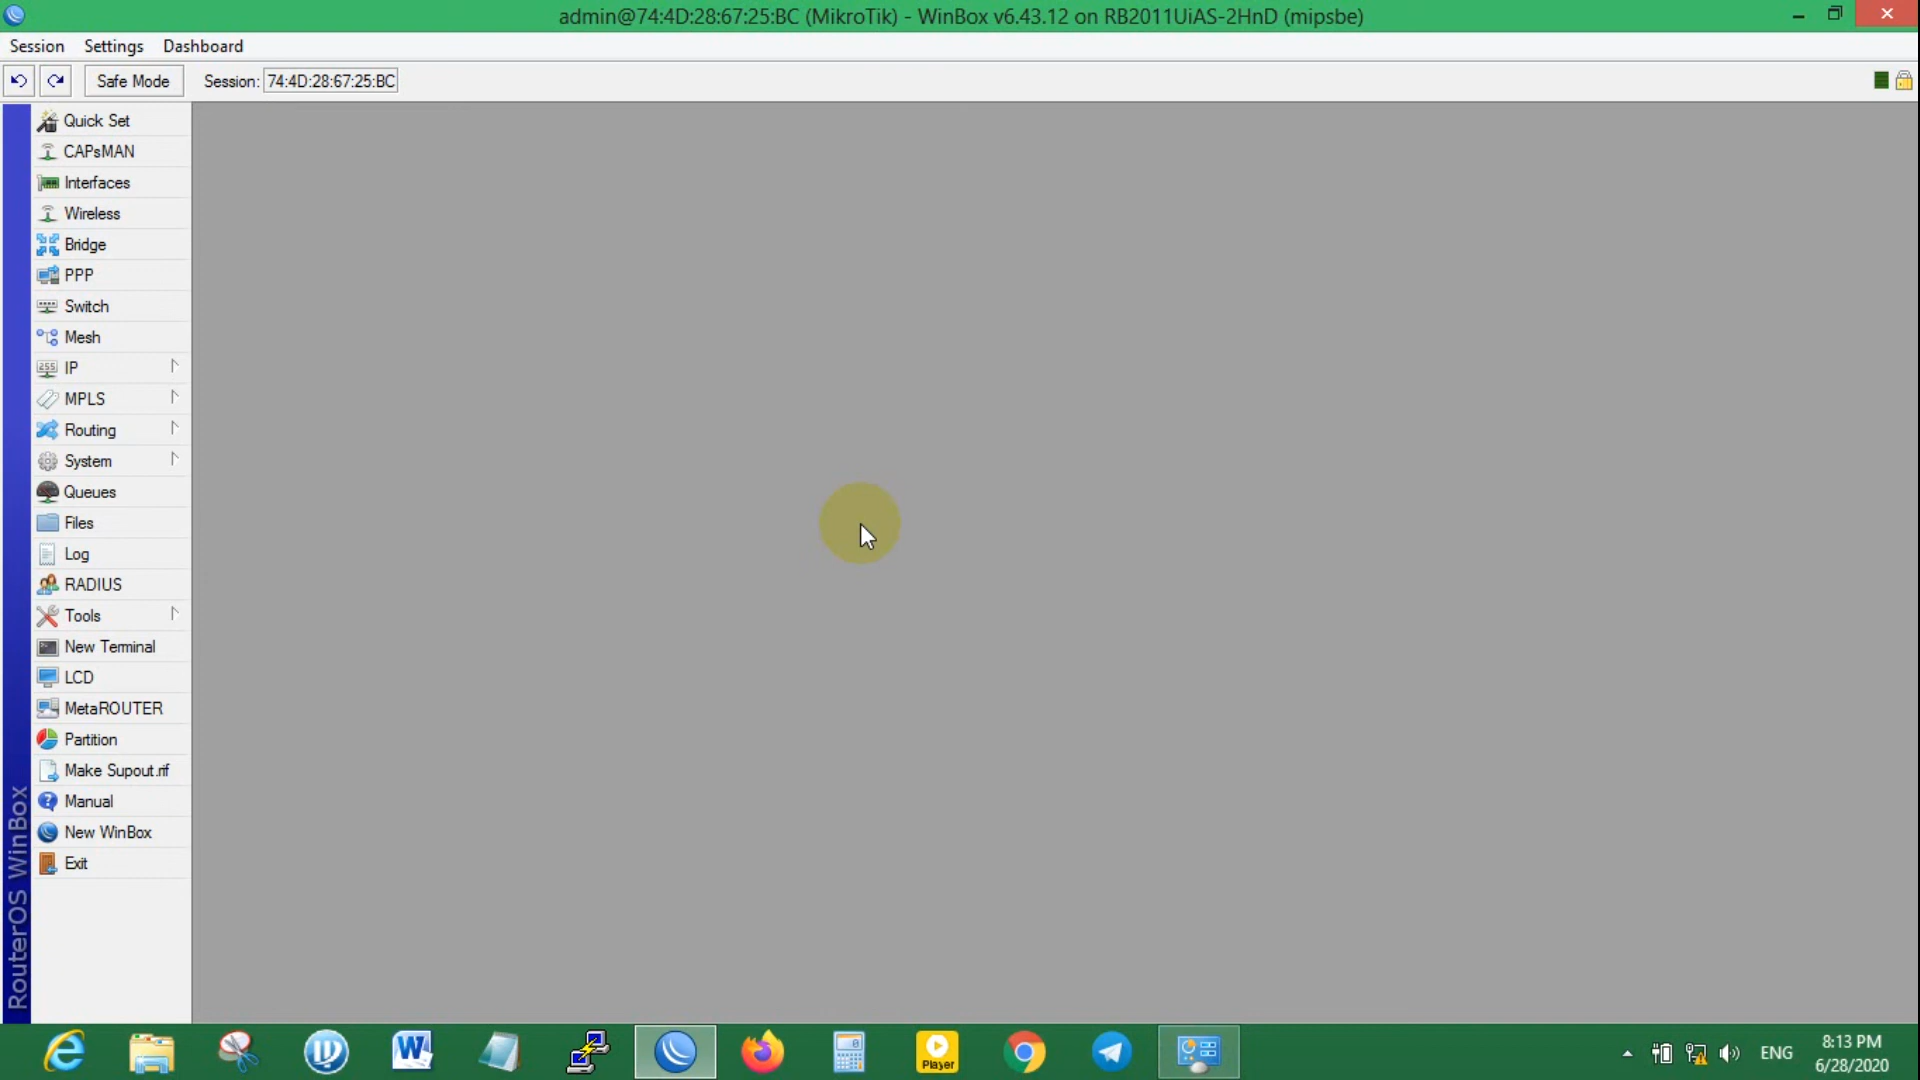 admin@74:4D:28:67:25:BC (MikroTik) - WinBox v6.43.12 on RB2011UiAS-2HnD (mipsbe)
Session Settings Dashboard
Safe Mode Session: 74:4D:28:67:25:BC
Quick Set
CAPsMAN
Interfaces
Wireless
Bridge
PPP
Switch
Mesh
255 IP
MPLS
Routing
System
Queues
Files
Log
RADIUS
Tools
New Terminal
LCD
MetaROUTER
Partition
Make Supout.rif
Manual
New WinBox
Exit
RouterOS WinBox
Player
ENG
8:13 PM
6/28/2020